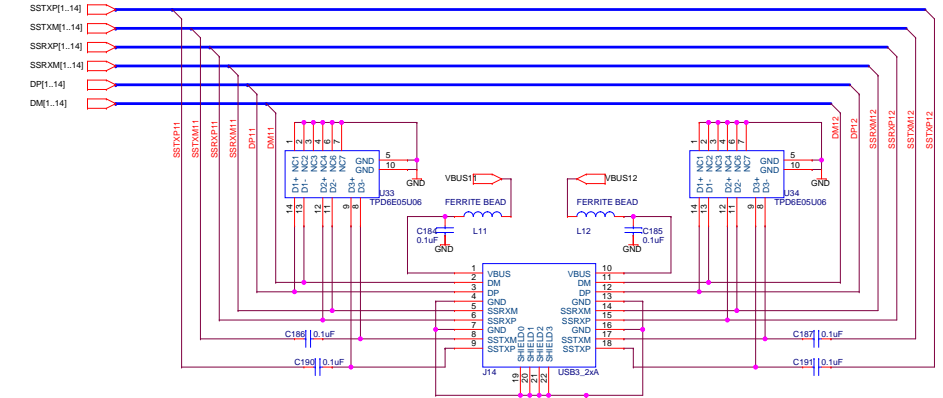 SSTXP[1..14]
SSTXM[1..14]
SSRXP[1..14]
SSRXM[1..14]
DP[1..14]
DM[1..14]
SSTXP11
SSTXM11
SSRXP11
SSRXM11
DP11
DM11
DM12
DP12
SSRXM12
SSRXP12
SSTXM12
SSTXP12
1 2 3 4 6 7
NC1 NC2 NC3 NC4 NC6 NC7
GND 5
GND 10
D1+ D1- D2+ D2- D3+ D3-
14 13 12 11 9 8
U33
TPD6E05U06
GND
1 2 3 4 6 7
NC1 NC2 NC3 NC4 NC6 NC7
GND 5
GND 10
D1+ D1- D2+ D2- D3+ D3-
14 13 12 11 9 8
U34
TPD6E05U06
GND
VBUS11
VBUS12
FERRITE BEAD
FERRITE BEAD
L11
L12
C184
0.1uF
GND
C185
0.1uF
GND
1 VBUS VBUS 10
2 DM DM 11
3 DP DP 12
4 GND GND 13
5 SSRXM SSRXM 14
6 SSRXP SSRXP 15
7 GND GND 16
8 SSTXM SSTXM 17
9 SSTXP SSTXP 18
SHIELD0 SHIELD1 SHIELD2 SHIELD3
19 20 21 22
J14
USB3_2xA
C186 0.1uF
C187 0.1uF
C190 0.1uF
C191 0.1uF